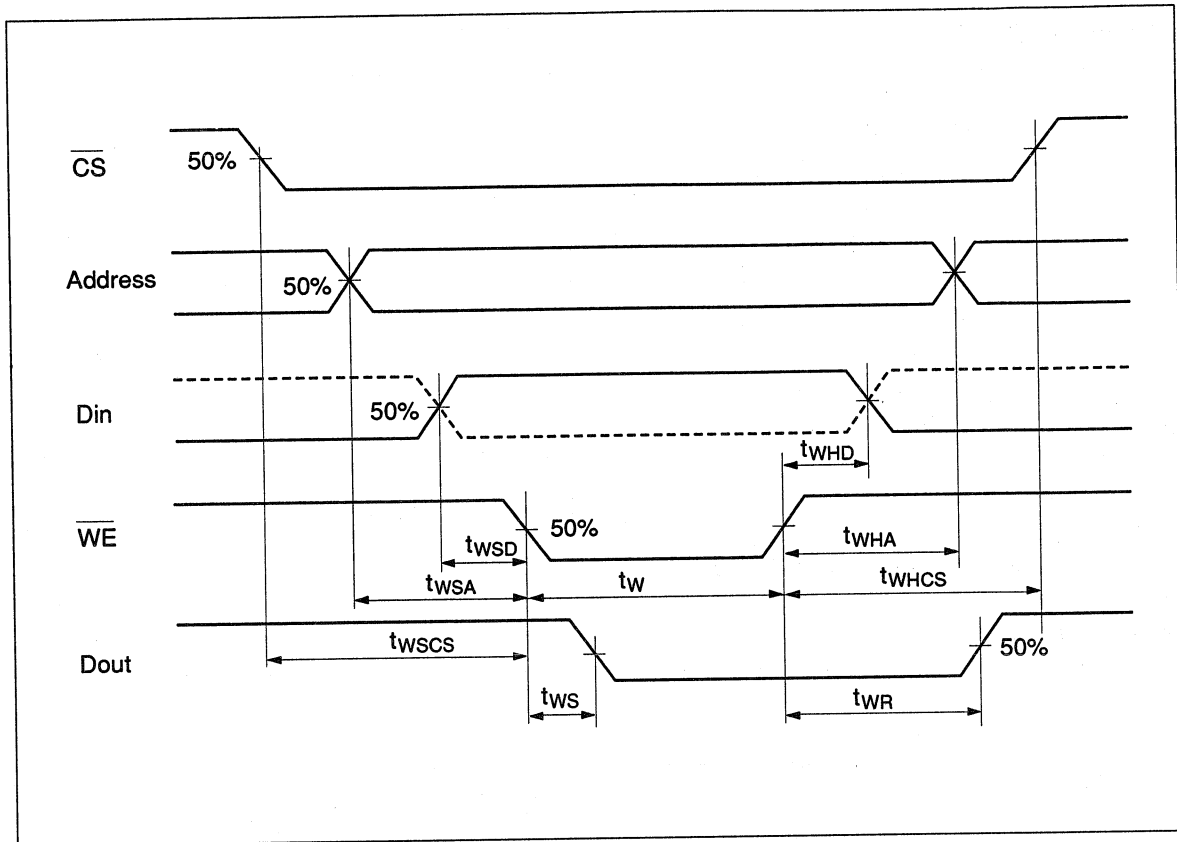 CS
50%
Address
50%
Din
50%
tWHD
WE
50%
tWSD
tWHA
tWSA
tW
tWHCS
Dout
tWSCS
50%
tWS
tWR